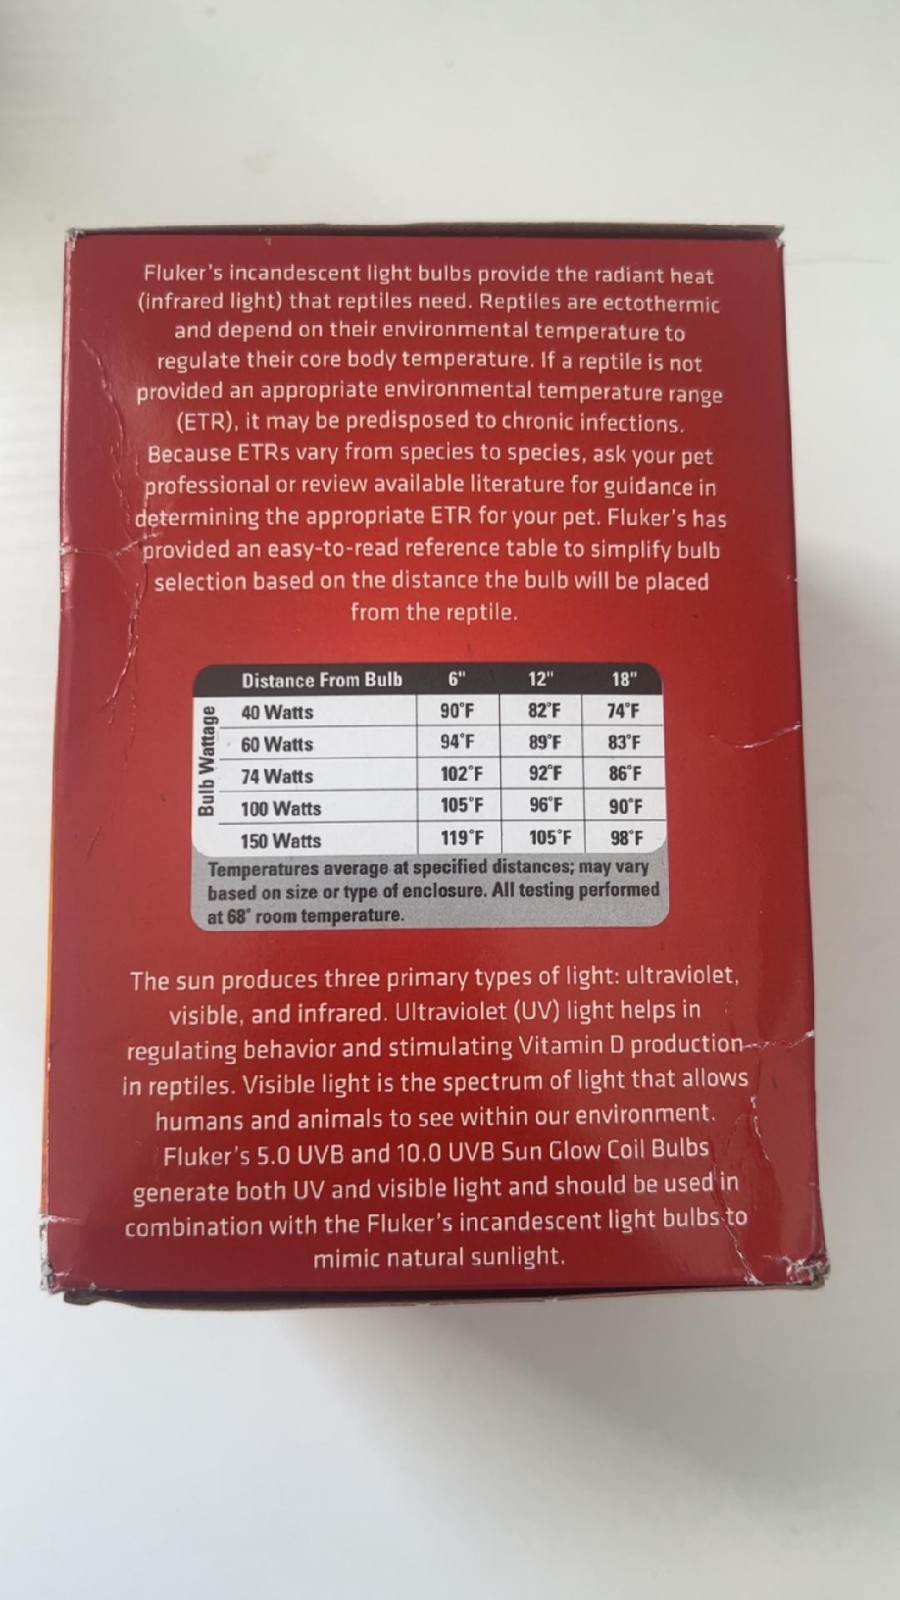 Fluker's incandescent light bulbs provide the radiant heat
(infrared light) that reptiles need. Reptiles are ectothermic
and depend on their environmental temperature to
regulate their core body temperature. If a reptile is not
provided an appropriate environmental temperature range
(ETR), it may be predisposed to chronic infections.
Because ETRs vary from species to species, ask your pet
professional or review available literature for guidance in
determining the appropriate ETR for your pet. Fluker's has
provided an easy-to-read reference table to simplify bulb
selection based on the distance the bulb will be placed
from the reptile.
Distance From Bulb 6" 12" 18"
Bulb Wattage
40 Watts 90°F 82°F 74°F
60 Watts 94°F 89°F 83°F
74 Watts 102°F 92°F 86°F
100 Watts 105°F 96°F 90°F
150 Watts 119°F 105°F 98°F
Temperatures average at specified distances; may vary
based on size or type of enclosure. All testing performed
at 68° room temperature.
The sun produces three primary types of light: ultraviolet,
visible, and infrared. Ultraviolet (UV) light helps in
regulating behavior and stimulating Vitamin D production
in reptiles. Visible light is the spectrum of light that allows
humans and animals to see within our environment.
Fluker's 5.0 UVB and 10.0 UVB Sun Glow Coil Bulbs
generate both UV and visible light and should be used in
combination with the Fluker's incandescent light bulbs to
mimic natural sunlight.